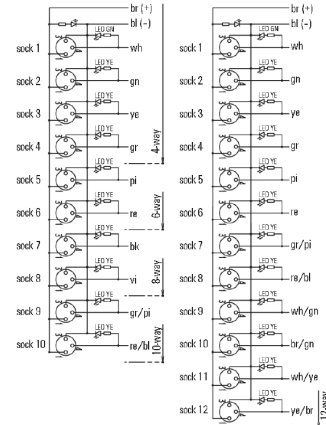 br (+)
bl (−)
LED GN
sock 1
wh
LED YE
sock 2
gn
LED YE
sock 3
ye
LED YE
sock 4
gr
4-way
LED YE
sock 5
pi
LED YE
sock 6
re
6-way
LED YE
sock 7
bk
LED YE
sock 8
vi
8-way
LED YE
sock 9
gr/pi
LED YE
sock 10
re/bl
10-way
br (+)
bl (−)
LED GN
sock 1
wh
LED YE
sock 2
gn
LED YE
sock 3
ye
LED YE
sock 4
gr
LED YE
sock 5
pi
LED YE
sock 6
re
LED YE
sock 7
gr/pi
LED YE
sock 8
re/bl
LED YE
sock 9
wh/gn
LED YE
sock 10
br/gn
LED YE
sock 11
wh/ye
LED YE
sock 12
ye/br
12-way